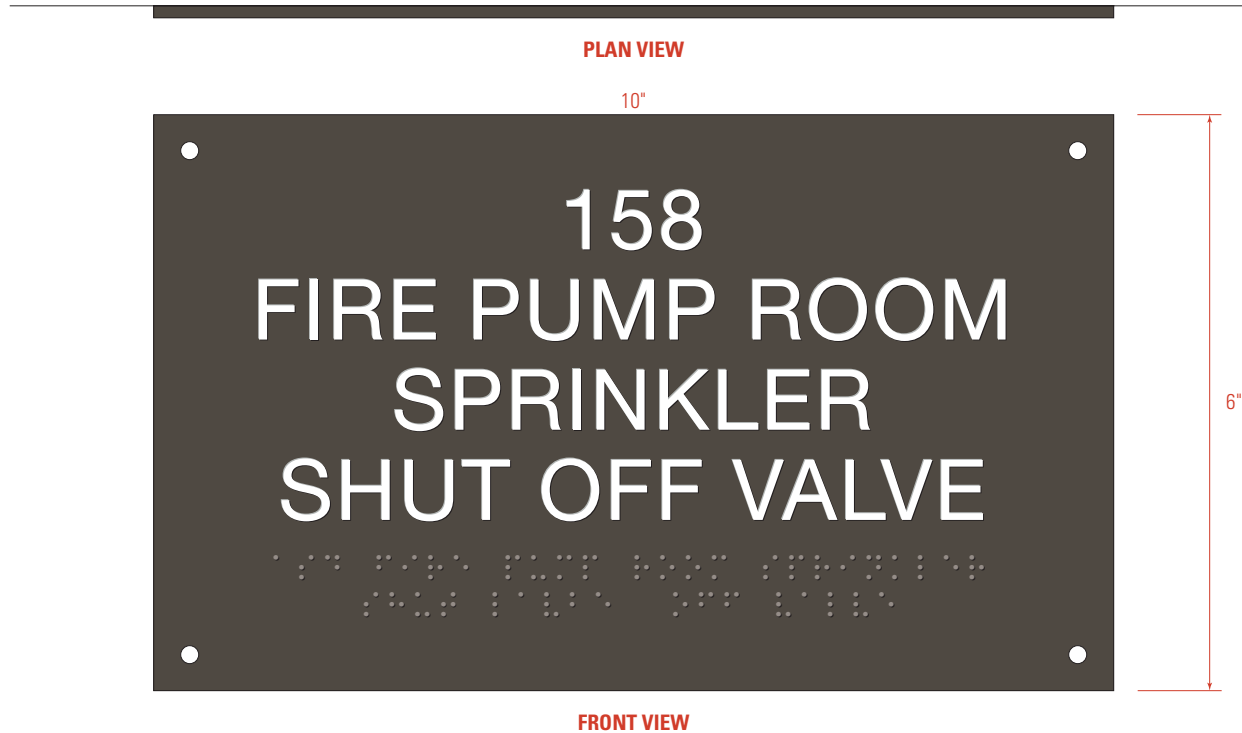 PLAN VIEW
10"
158
FIRE PUMP ROOM
SPRINKLER
SHUT OFF VALVE
6"
FRONT VIEW